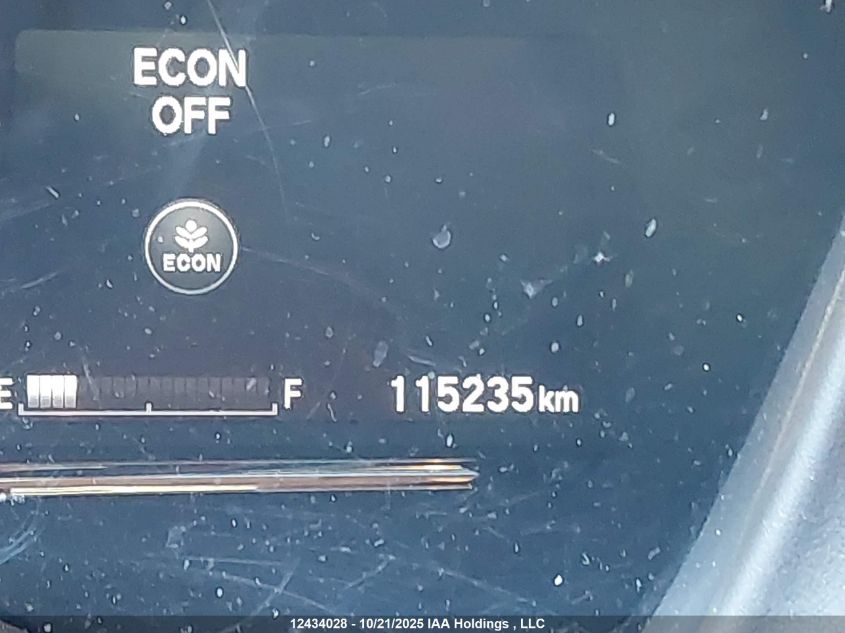 ECON
OFF
ECON
E F 115235km
12434028 - 10/21/2025 IAA Holdings , LLC